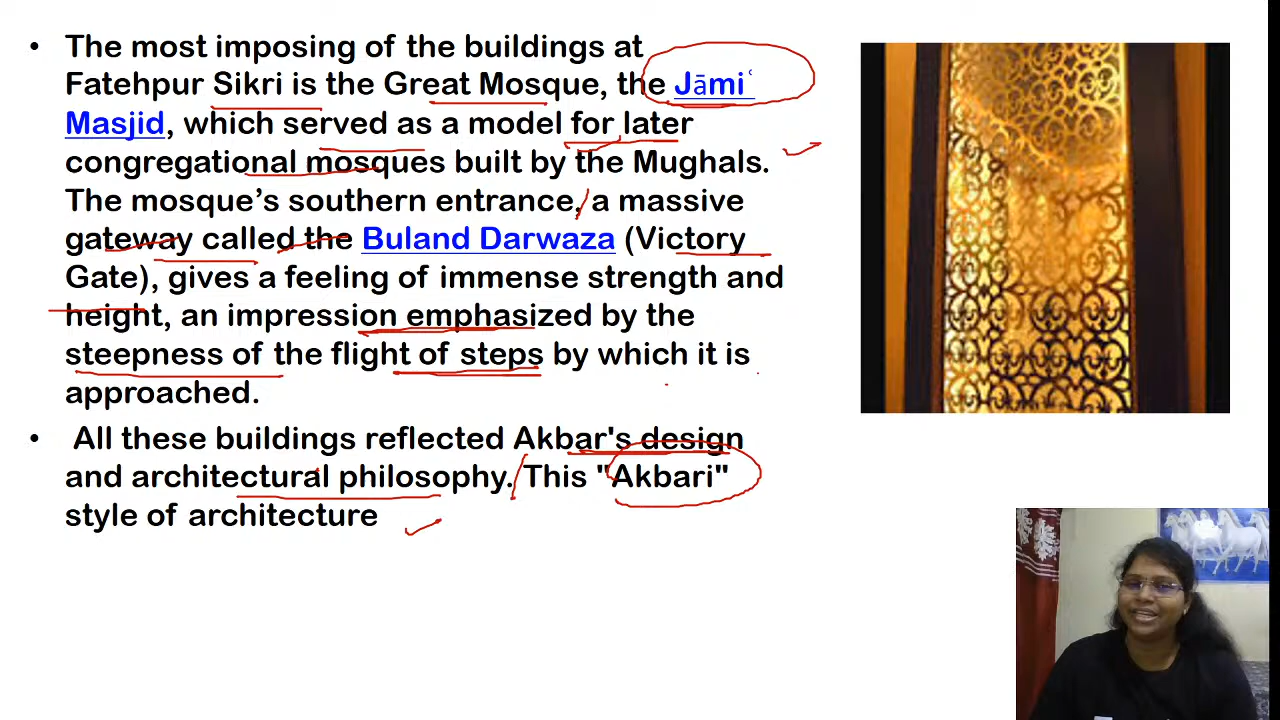 • The most imposing of the buildings at
Fatehpur Sikri is the Great Mosque, the Jāmiʿ
Masjid, which served as a model for later
congregational mosques built by the Mughals.
The mosque’s southern entrance, a massive
gateway called the Buland Darwaza (Victory
Gate), gives a feeling of immense strength and
height, an impression emphasized by the
steepness of the flight of steps by which it is
approached.
• All these buildings reflected Akbar's design
and architectural philosophy. This "Akbari"
style of architecture